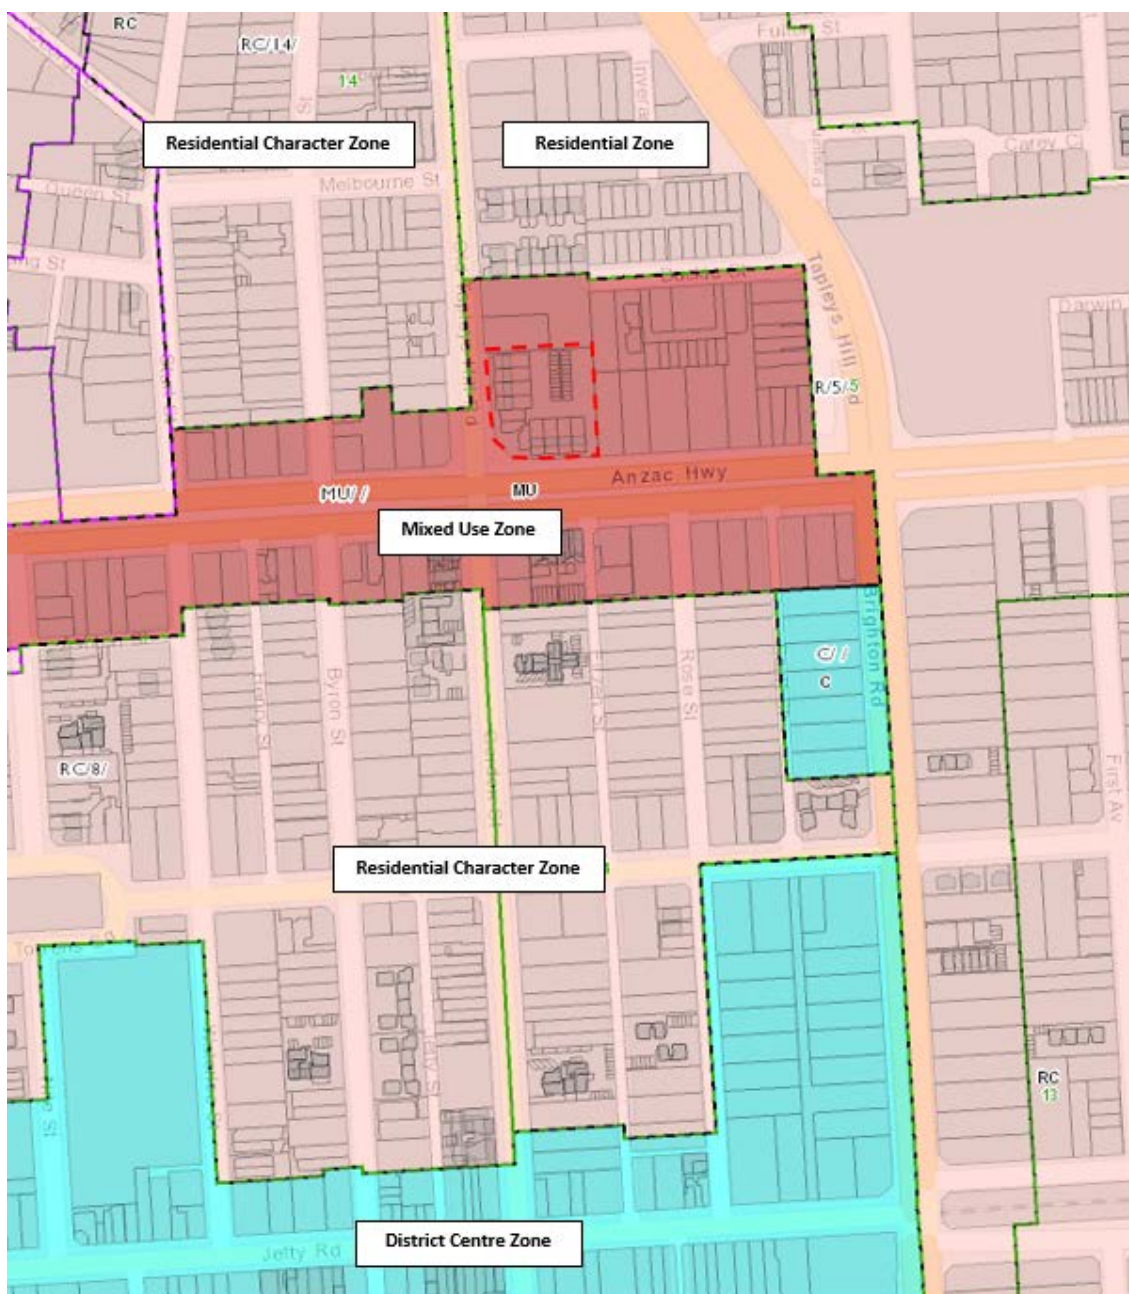 RC
RC/14/
14
Fulton St
Residential Character Zone
Residential Zone
Melbourne St
Queen St
Tapleys Hill Rd
Darwin
R/5/5
Anzac Hwy
MU/ /
MU
Mixed Use Zone
Brighton Rd
C/ /
C
Byron St
Rose St
RC/8/
First Av
Residential Character Zone
RC
13
District Centre Zone
Jetty Rd